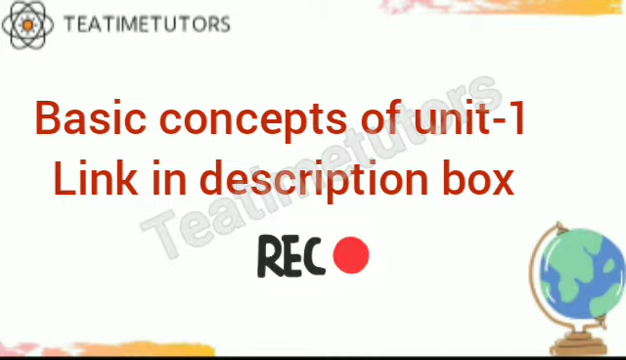 TEATIMETUTORS
Basic concepts of unit-1
Link in description box
Teatimetutors
REC